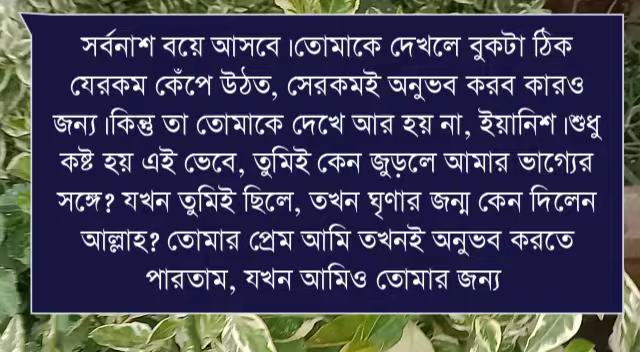 সর্বনাশ বয়ে আসবে।তোমাকে দেখলে বুকটা ঠিক
যেরকম কেঁপে উঠত, সেরকমই অনুভব করব কারও
জন্য।কিন্তু তা তোমাকে দেখে আর হয় না, ইয়ানিশ।শুধু
কষ্ট হয় এই ভেবে, তুমিই কেন জুড়লে আমার ভাগ্যের
সঙ্গে? যখন তুমিই ছিলে, তখন ঘৃণার জন্ম কেন দিলেন
আল্লাহ? তোমার প্রেম আমি তখনই অনুভব করতে
পারতাম, যখন আমিও তোমার জন্য